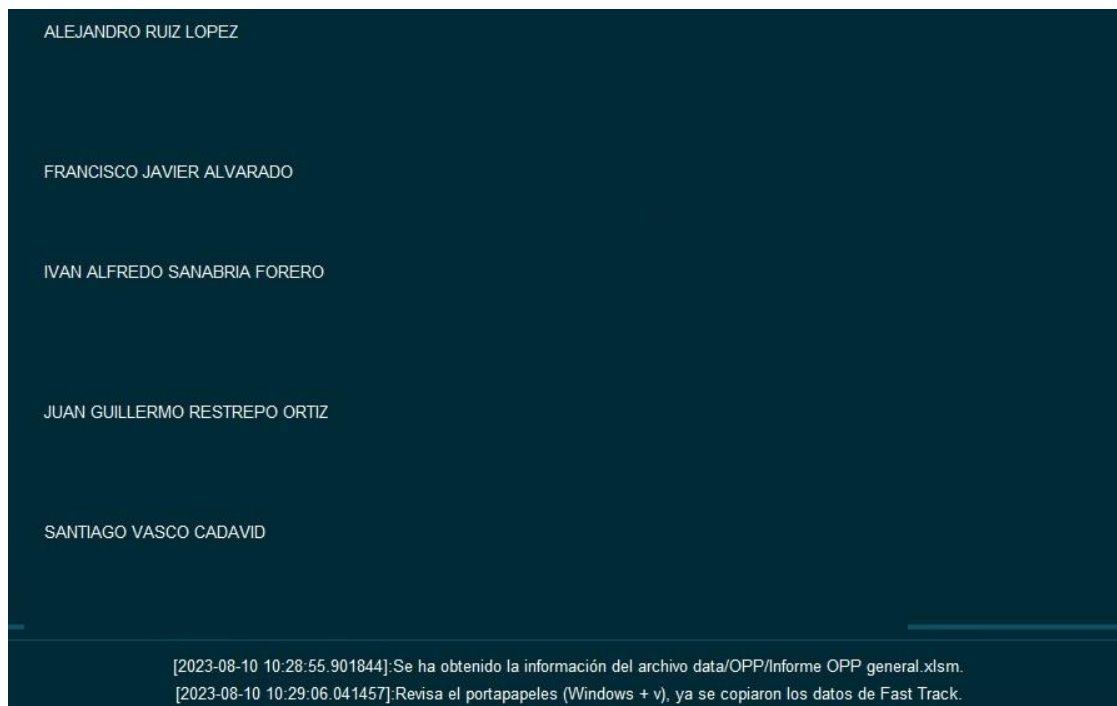 ALEJANDRO RUIZ LOPEZ
FRANCISCO JAVIER ALVARADO
IVAN ALFREDO SANABRIA FORERO
JUAN GUILLERMO RESTREPO ORTIZ
SANTIAGO VASCO CADAVID
[2023-08-10 10:28:55.901844]:Se ha obtenido la información del archivo data/OPP/Informe OPP general.xlsm.
[2023-08-10 10:29:06.041457]:Revisa el portapapeles (Windows + v), ya se copiaron los datos de Fast Track.